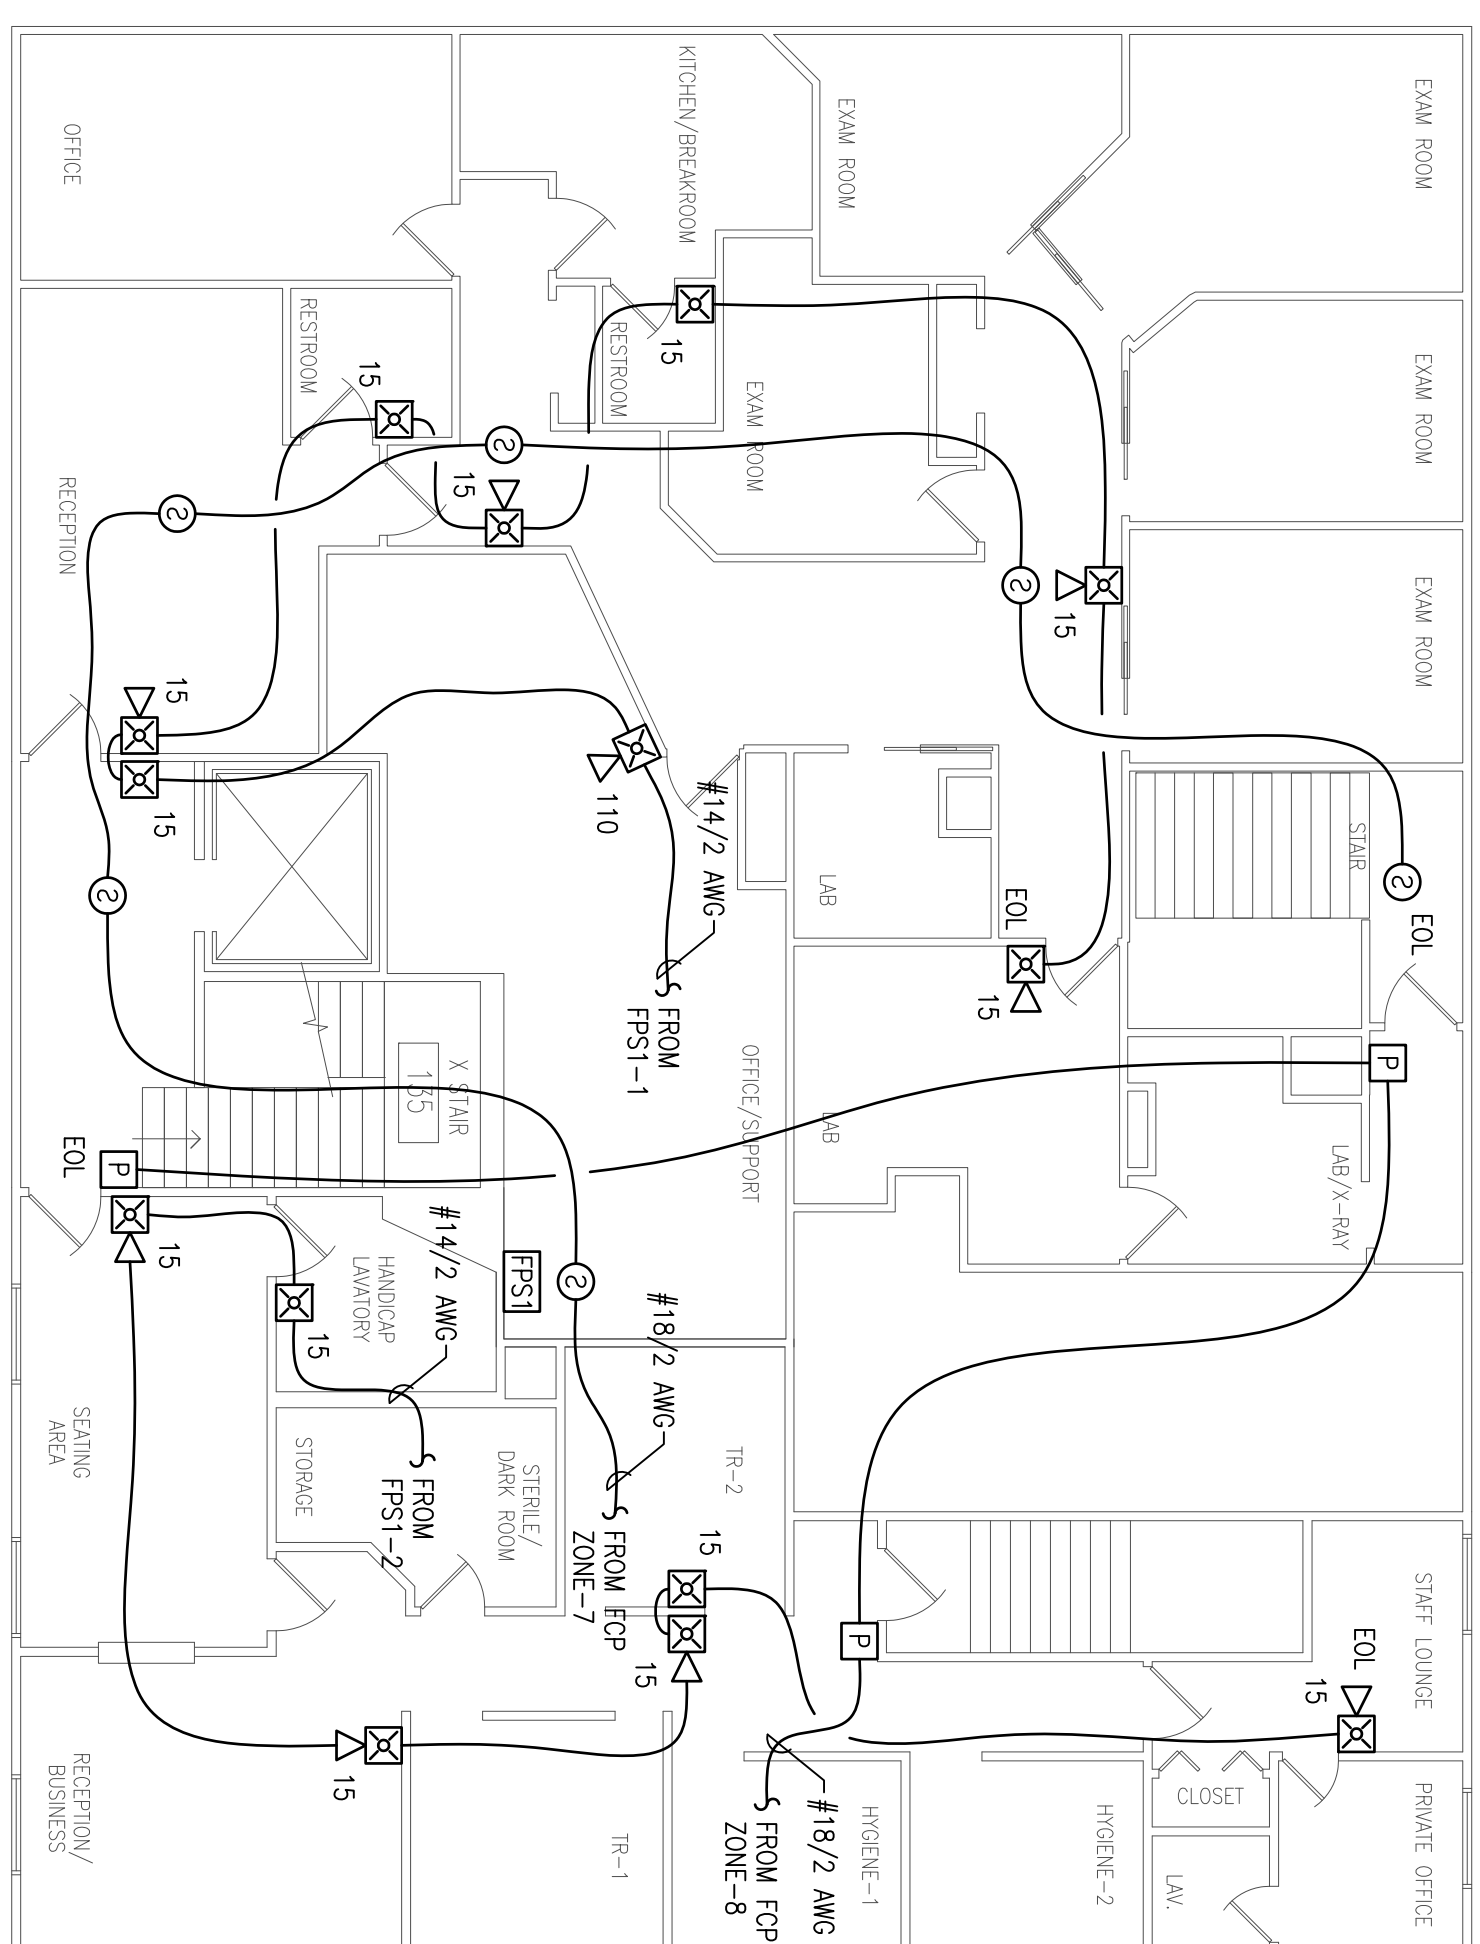 EXAM ROOM
EXAM ROOM
EXAM ROOM
EOL
STAFF LOUNGE
PRIVATE OFFICE
S
P
STAIR
LAB/X-RAY
EOL
15
CLOSET
LAV.
HYGIENE-2
15
S
EOL
15
EXAM ROOM
LAB
LAB
P
HYGIENE-1
#18/2 AWG
FROM FCP
ZONE-8
EXAM ROOM
OFFICE/SUPPORT
TR-2
#14/2 AWG
15
KITCHEN/BREAKROOM
15
FROM
FPS1-1
#18/2 AWG
15
RESTROOM
110
FROM FCP
ZONE-7
TR-1
S
S
FPS1
STERILE/
DARK ROOM
15
X STAIR
135
#14/2 AWG
FROM
FPS1-2
15
HANDICAP
LAVATORY
15
RESTROOM
15
STORAGE
S
15
15
15
S
P
EOL
OFFICE
RECEPTION
SEATING
AREA
RECEPTION/
BUSINESS